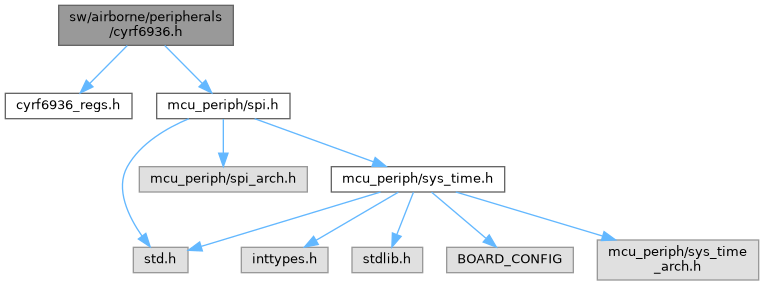 sw/airborne/peripherals
/cyrf6936.h
cyrf6936_regs.h
mcu_periph/spi.h
mcu_periph/spi_arch.h
mcu_periph/sys_time.h
std.h
inttypes.h
stdlib.h
BOARD_CONFIG
mcu_periph/sys_time
_arch.h